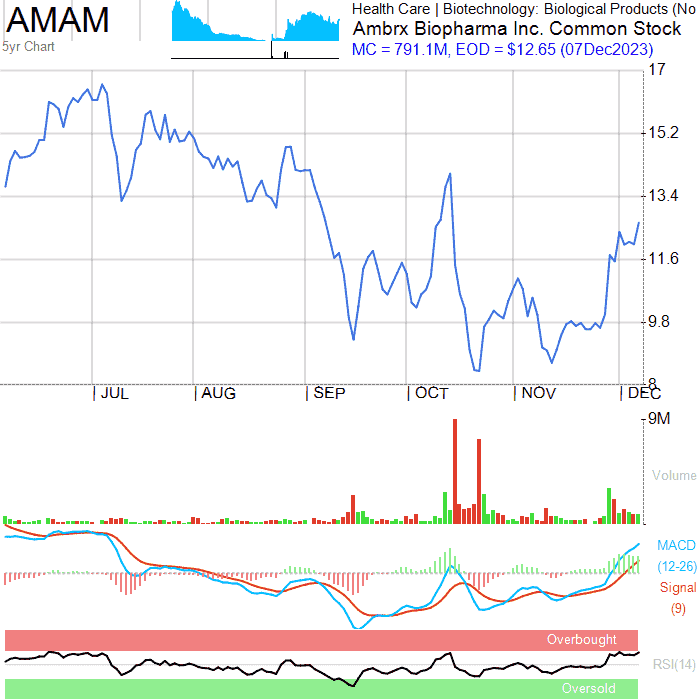 AMAM
5yr Chart
Health Care | Biotechnology: Biological Products (No
Ambrx Biopharma Inc. Common Stock
MC = 791.1M, EOD = $12.65 (07Dec2023)
17
15.2
13.4
11.6
9.8
8
JUL
AUG
SEP
OCT
NOV
DEC
9M
Volume
MACD
(12-26)
Signal
(9)
Overbought
RSI(14)
Oversold